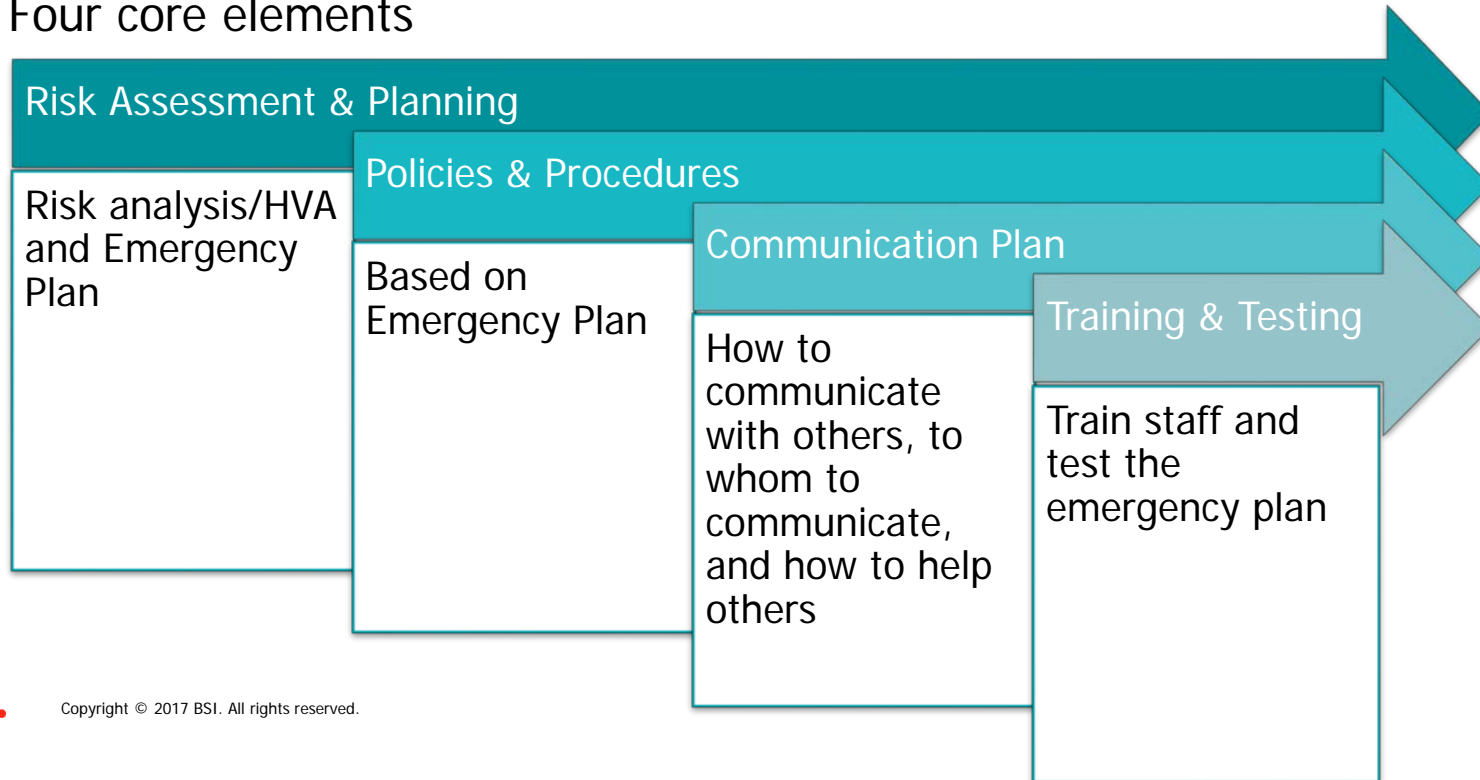 Four core elements
Risk Assessment & Planning
Risk analysis/HVA
and Emergency
Plan
Policies & Procedures
Based on
Emergency Plan
Communication Plan
How to
communicate
with others, to
whom to
communicate,
and how to help
others
Training & Testing
Train staff and
test the
emergency plan
Copyright © 2017 BSI. All rights reserved.